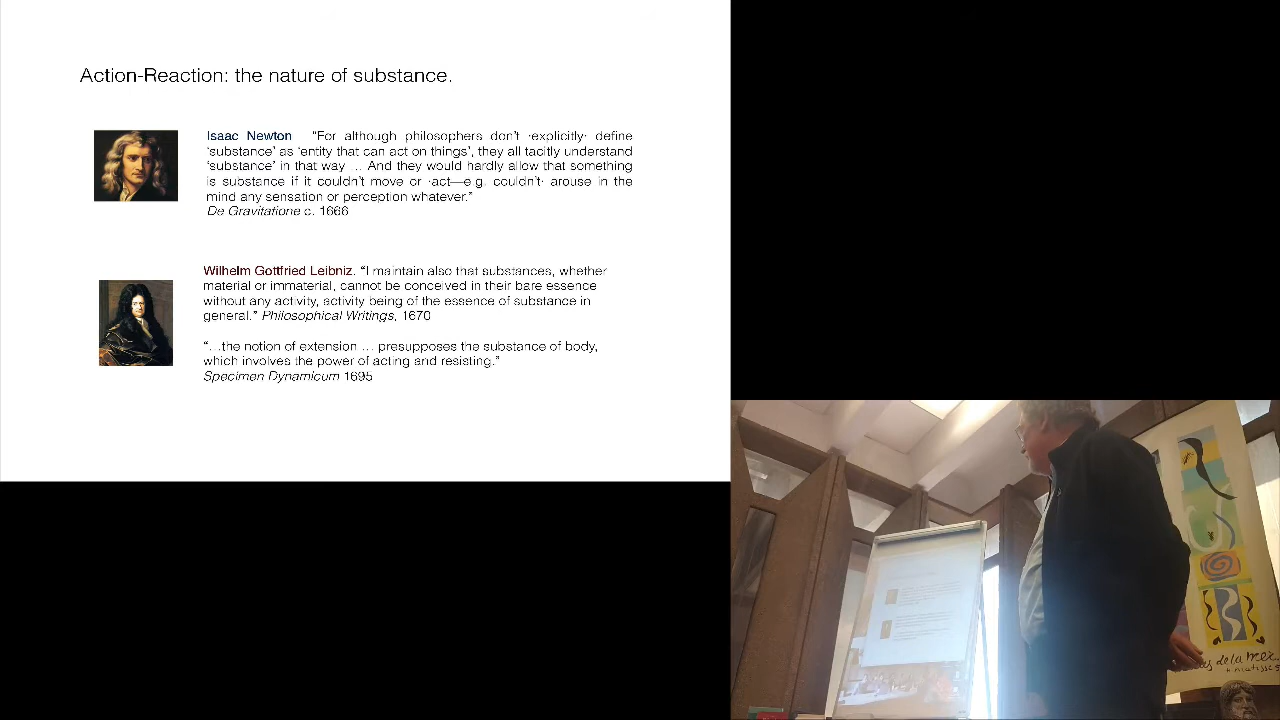 Action-Reaction: the nature of substance.
Isaac Newton "For although philosophers don't ·explicitly· define
'substance' as 'entity that can act on things', they all tacitly understand
'substance' in that way … And they would hardly allow that something
is substance if it couldn't move or ·act—e.g. couldn't· arouse in the
mind any sensation or perception whatever."
De Gravitatione c. 1666
Wilhelm Gottfried Leibniz. "I maintain also that substances, whether
material or immaterial, cannot be conceived in their bare essence
without any activity, activity being of the essence of substance in
general." Philosophical Writings, 1670
"…the notion of extension … presupposes the substance of body,
which involves the power of acting and resisting."
Specimen Dynamicum 1695
de la mer